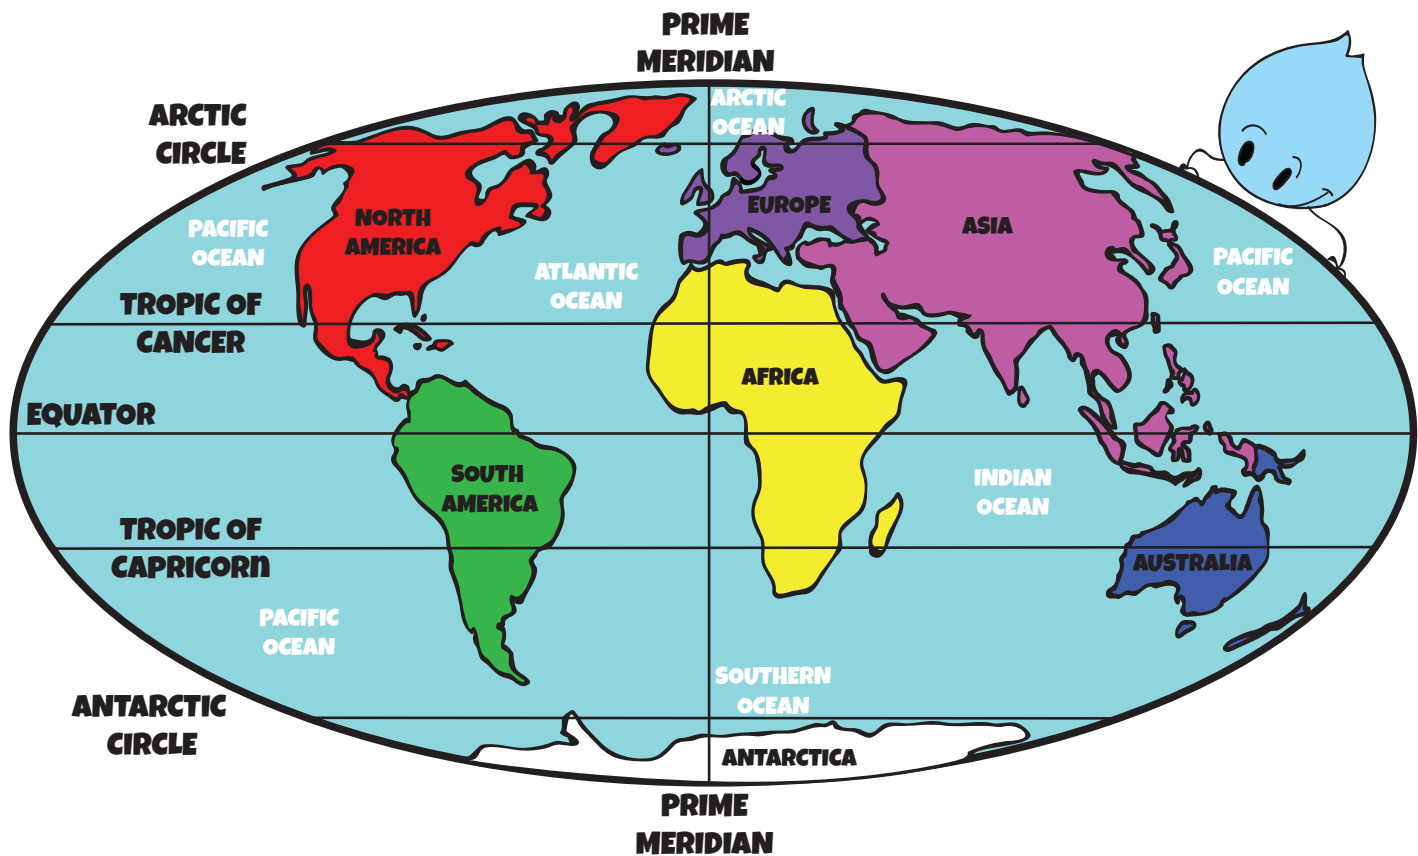 PRIME
MERIDIAN
ARCTIC
OCEAN
ARCTIC
CIRCLE
PACIFIC
OCEAN
NORTH
AMERICA
EUROPE
ASIA
ATLANTIC
OCEAN
PACIFIC
OCEAN
TROPIC OF
CANCER
AFRICA
EQUATOR
SOUTH
AMERICA
INDIAN
OCEAN
TROPIC OF
CAPRICORn
AUSTRALIA
PACIFIC
OCEAN
SOUTHERN
OCEAN
ANTARCTIC
CIRCLE
ANTARCTICA
PRIME
MERIDIAN